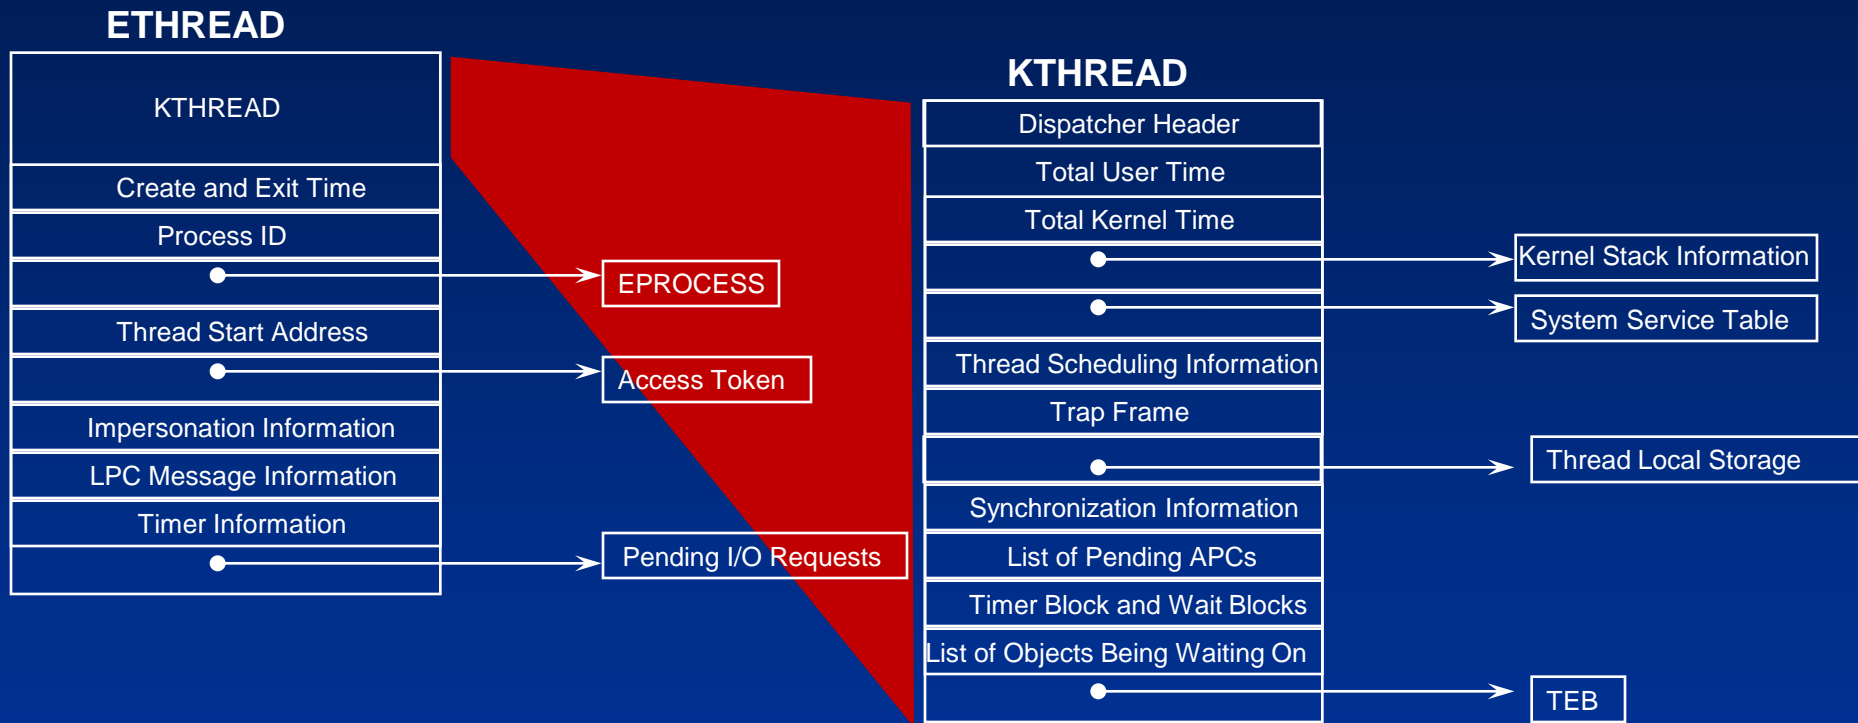 ETHREAD
KTHREAD
Create and Exit Time
Process ID
EPROCESS
Thread Start Address
Access Token
Impersonation Information
LPC Message Information
Timer Information
Pending I/O Requests
KTHREAD
Dispatcher Header
Total User Time
Total Kernel Time
Kernel Stack Information
System Service Table
Thread Scheduling Information
Trap Frame
Thread Local Storage
Synchronization Information
List of Pending APCs
Timer Block and Wait Blocks
List of Objects Being Waiting On
TEB